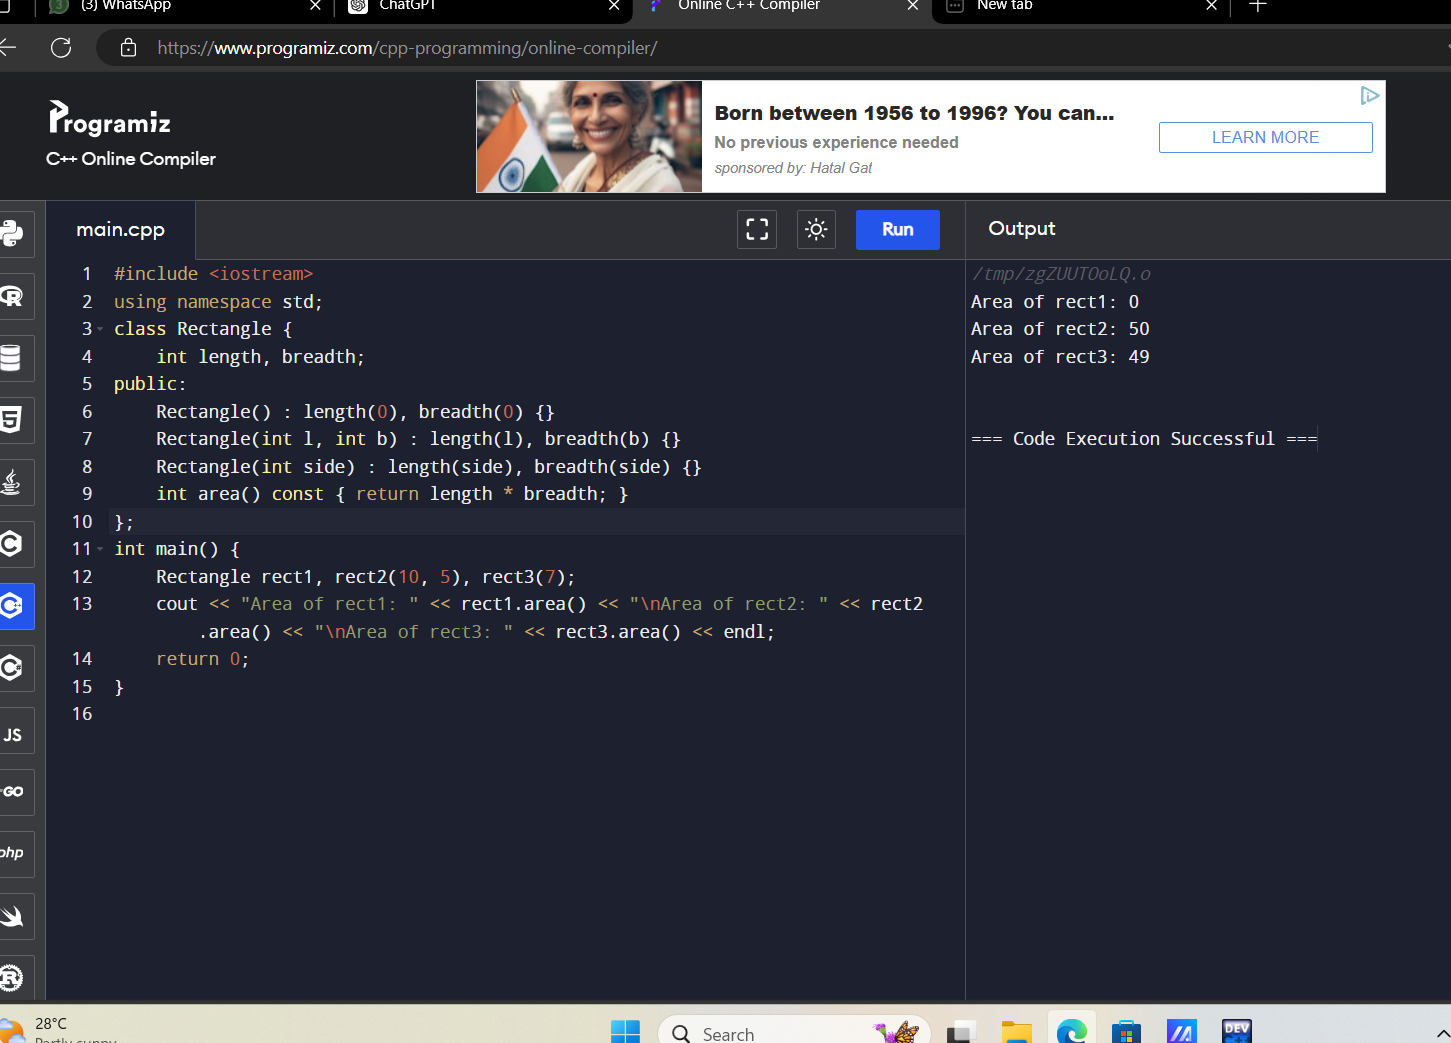 (3) WhatsApp
ChatGPT
Online C++ Compiler
New tab
https://www.programiz.com/cpp-programming/online-compiler/
Programiz
C++ Online Compiler
Born between 1956 to 1996? You can...
No previous experience needed
sponsored by: Hatal Gat
LEARN MORE
main.cpp
Run
Output
1 #include <iostream>
2 using namespace std;
3 class Rectangle {
4     int length, breadth;
5 public:
6     Rectangle() : length(0), breadth(0) {}
7     Rectangle(int l, int b) : length(l), breadth(b) {}
8     Rectangle(int side) : length(side), breadth(side) {}
9     int area() const { return length * breadth; }
10 };
11 int main() {
12     Rectangle rect1, rect2(10, 5), rect3(7);
13     cout << "Area of rect1: " << rect1.area() << "\nArea of rect2: " << rect2
.area() << "\nArea of rect3: " << rect3.area() << endl;
14     return 0;
15 }
16
/tmp/zgZUUTOoLQ.o
Area of rect1: 0
Area of rect2: 50
Area of rect3: 49
=== Code Execution Successful ===
JS
GO
php
28°C
Partly sunny
Search
DEV